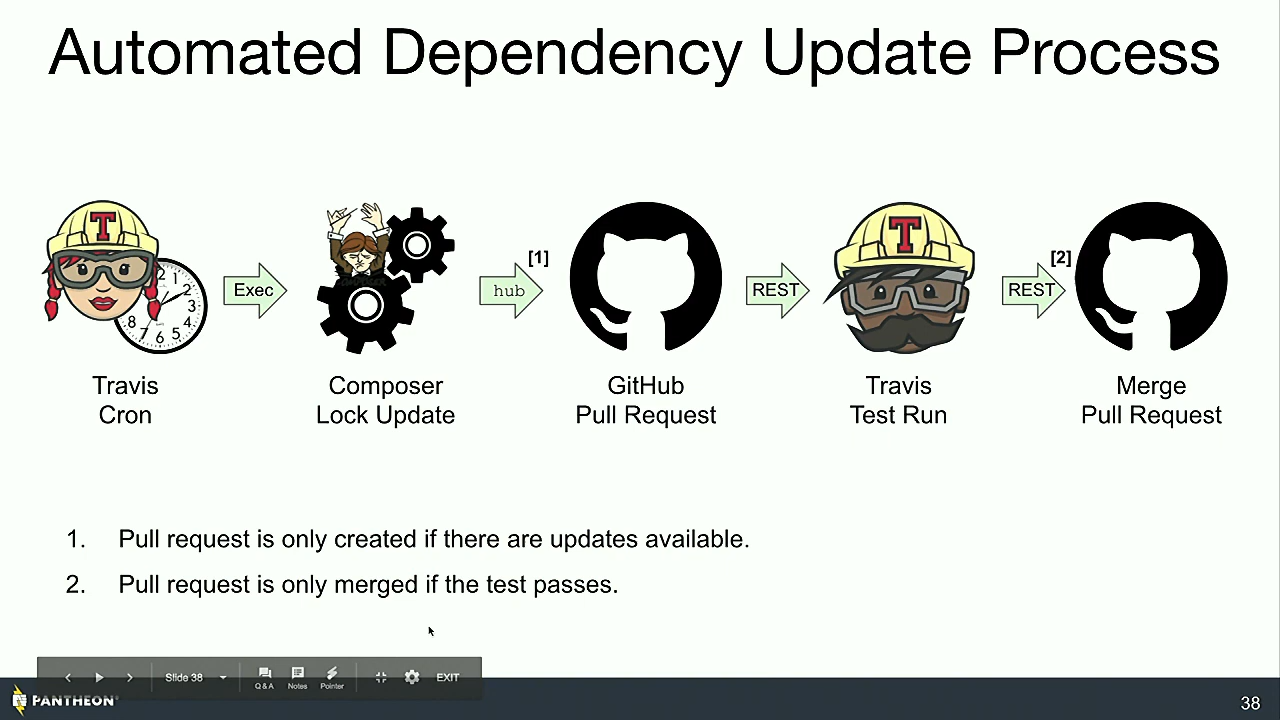 Automated Dependency Update Process
T
T
[1]
[2]
Exec
hub
REST
REST
Travis
Cron
Composer
Lock Update
GitHub
Pull Request
Travis
Test Run
Merge
Pull Request
1. Pull request is only created if there are updates available.
2. Pull request is only merged if the test passes.
Slide 38
Q & A
Notes
Pointer
EXIT
PANTHEON
38